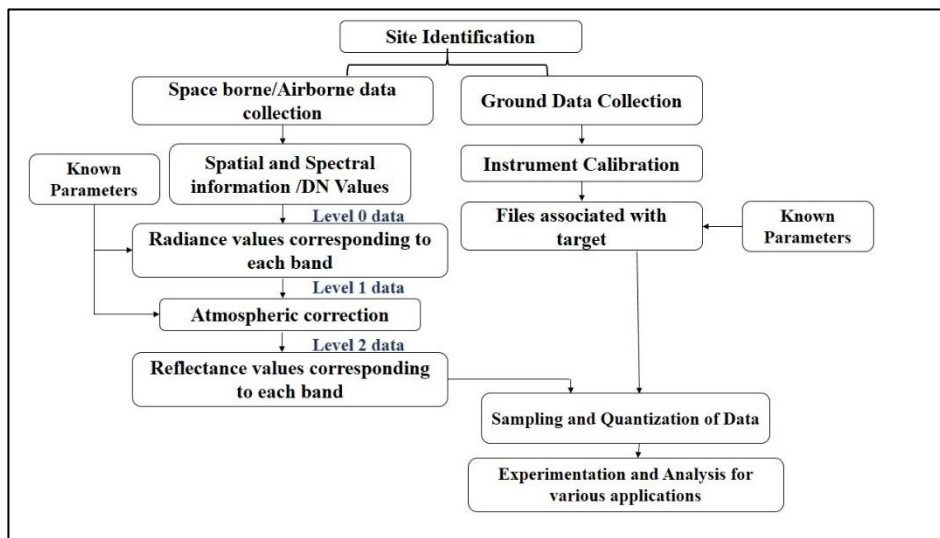 Site Identification
Space borne/Airborne data
collection
Ground Data Collection
Known
Parameters
Spatial and Spectral
information /DN Values
Instrument Calibration
Level 0 data
Files associated with
target
Known
Parameters
Radiance values corresponding to
each band
Level 1 data
Atmospheric correction
Level 2 data
Reflectance values corresponding
to each band
Sampling and Quantization of Data
Experimentation and Analysis for
various applications